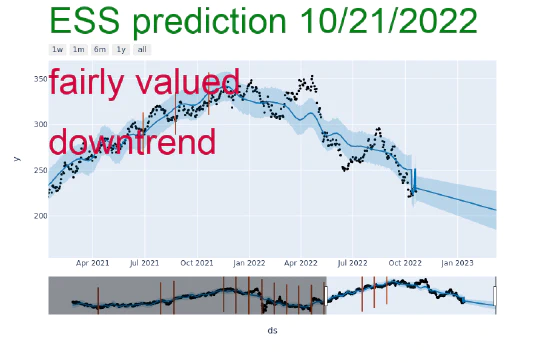 ESS prediction 10/21/2022
1w 1m 6m 1y all
fairly valued
downtrend
y
350
300
250
200
Apr 2021 Jul 2021 Oct 2021 Jan 2022 Apr 2022 Jul 2022 Oct 2022 Jan 2023
ds